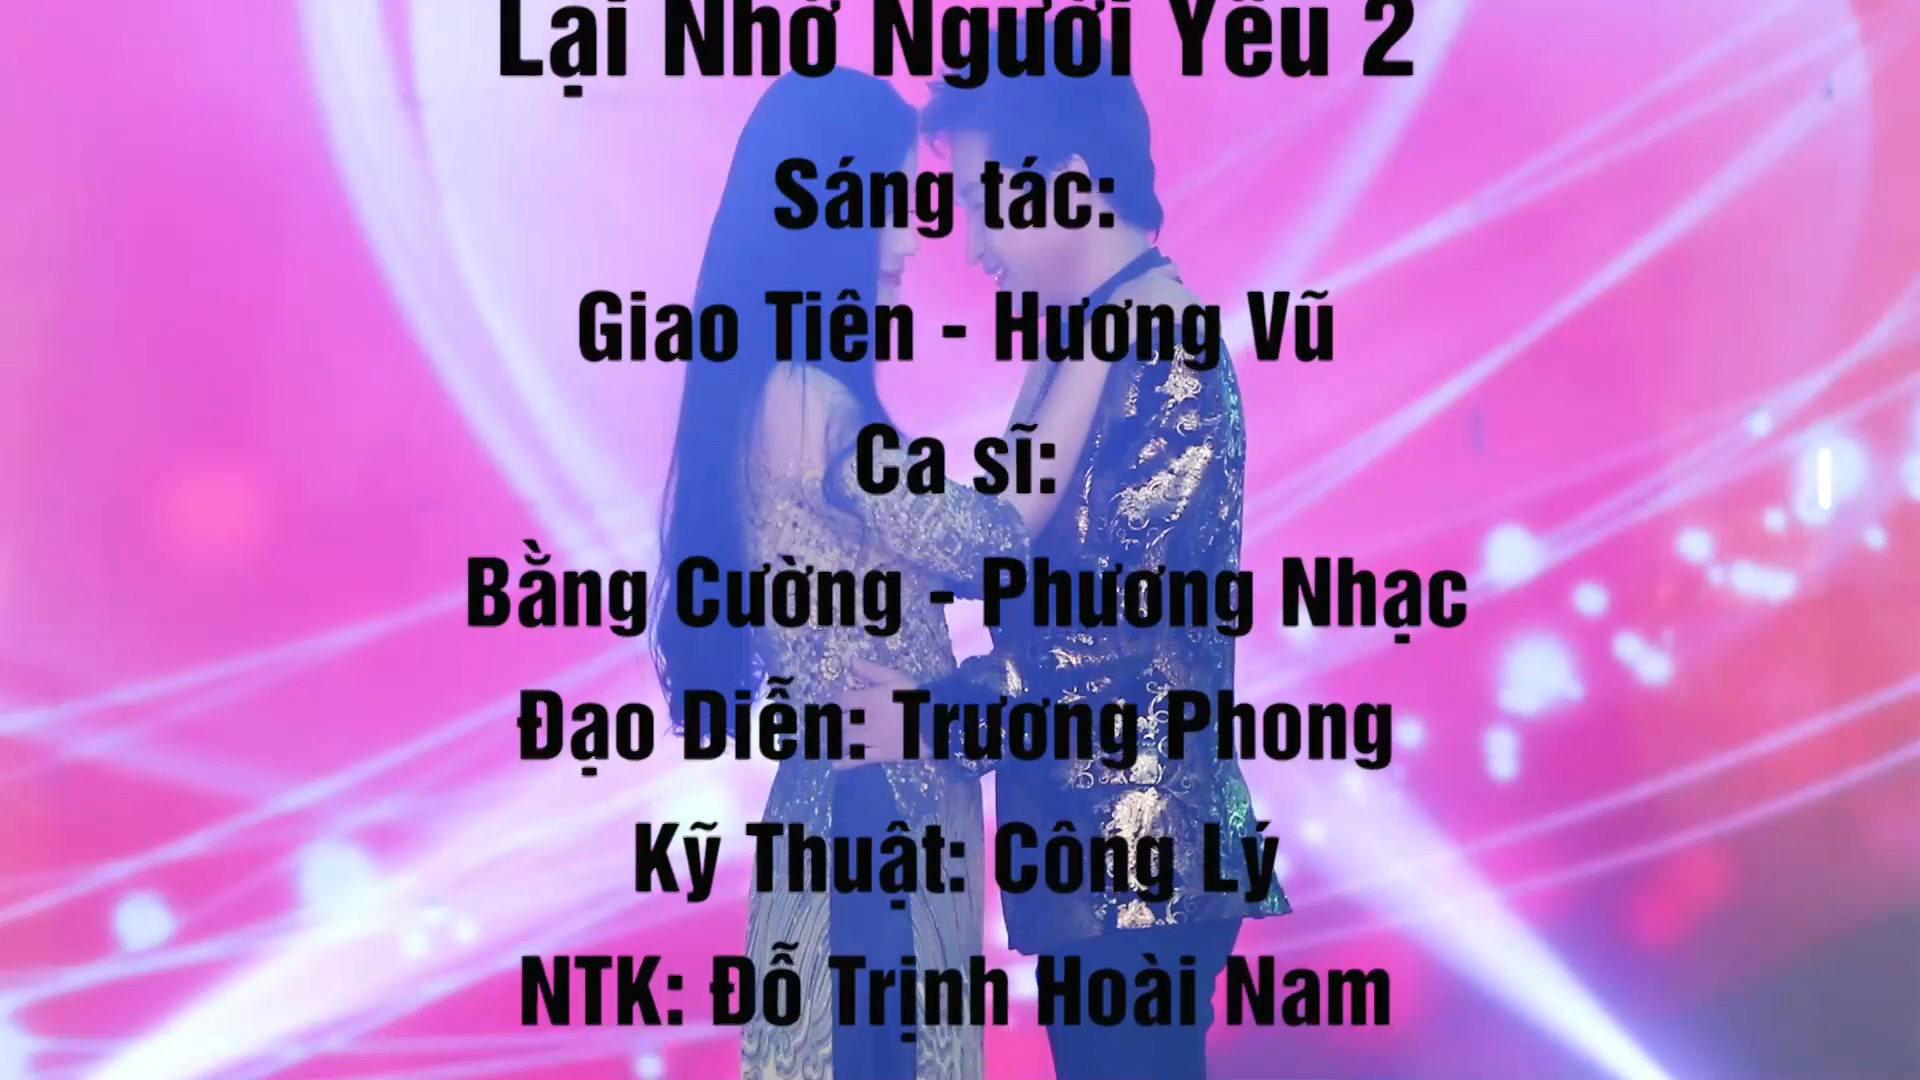 Lại Nhớ Người Yêu 2
Sáng tác:
Giao Tiên - Hương Vũ
Ca sĩ:
Bằng Cường - Phương Nhạc
Đạo Diễn: Trương Phong
Kỹ Thuật: Công Lý
NTK: Đỗ Trịnh Hoài Nam